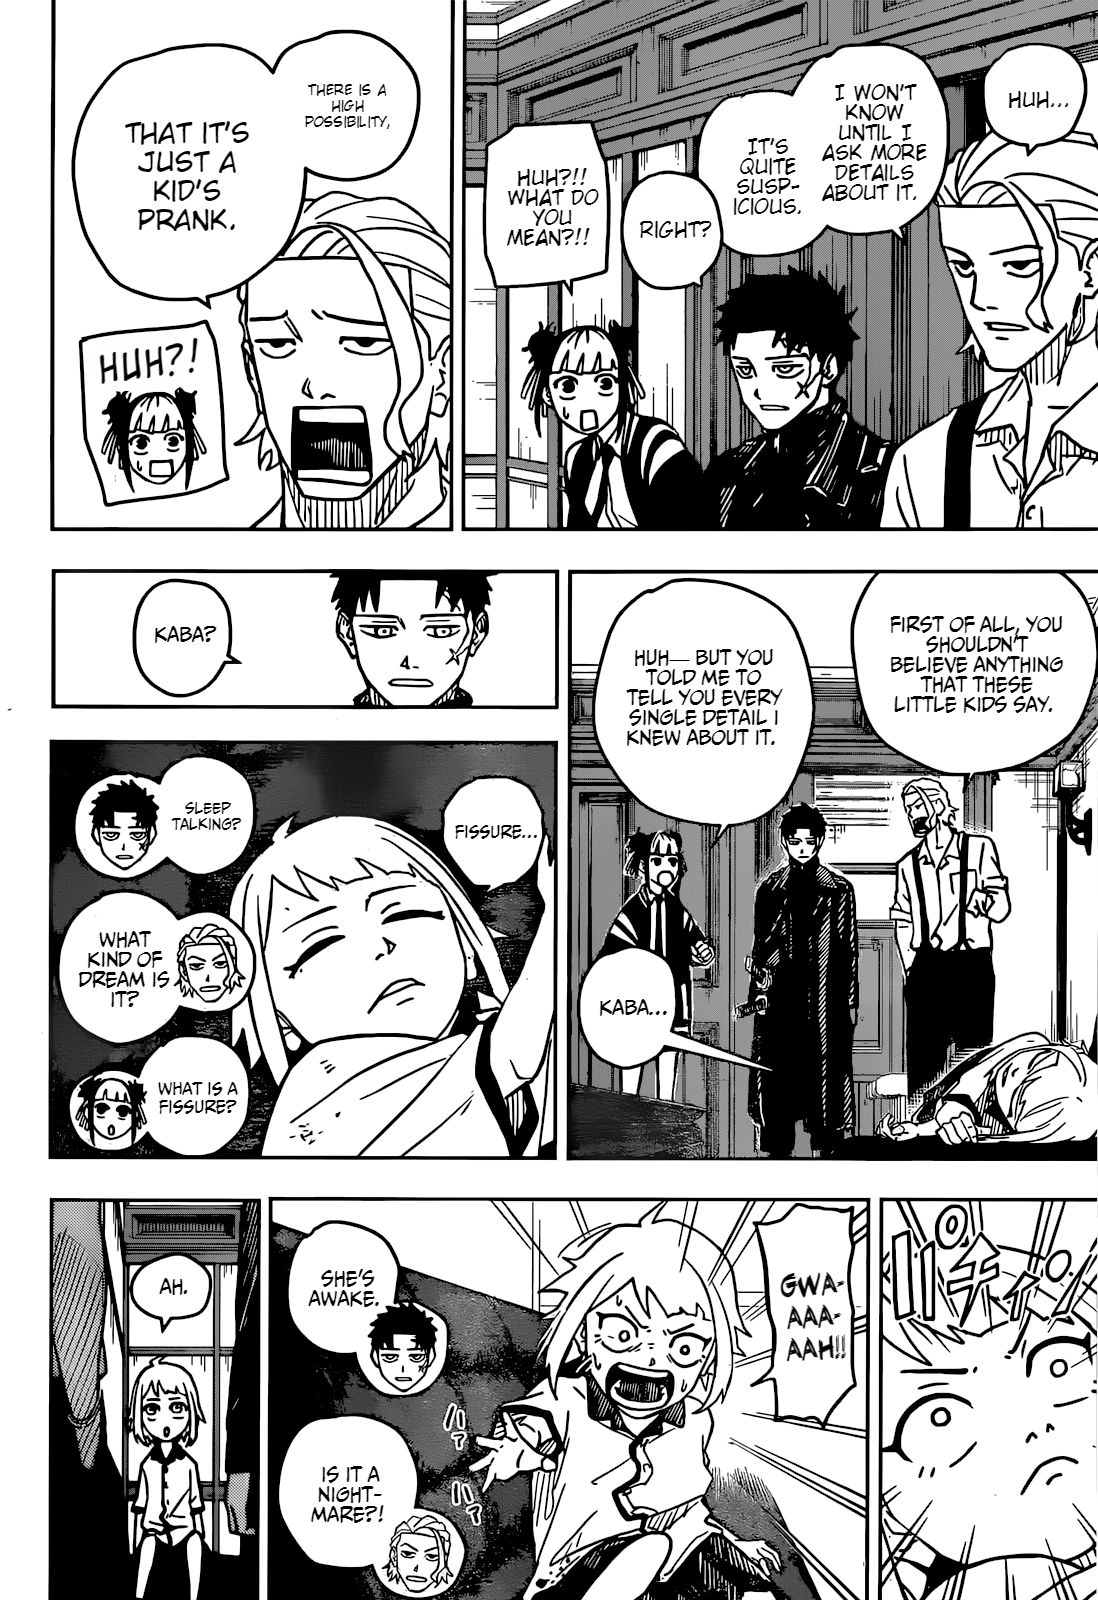 HUH...
I WON'T
KNOW
UNTIL I
ASK MORE
DETAILS
ABOUT IT.
IT'S
QUITE
SUSP-
ICIOUS.
RIGHT?
HUH?!!
WHAT DO
YOU
MEAN?!!
THERE IS A
HIGH
POSSIBILITY,
THAT IT'S
JUST A
KID'S
PRANK.
HUH?!
FIRST OF ALL, YOU
SHOULDN'T
BELIEVE ANYTHING
THAT THESE
LITTLE KIDS SAY.
HUH— BUT YOU
TOLD ME TO
TELL YOU EVERY
SINGLE DETAIL I
KNEW ABOUT IT.
KABA...
KABA?
FISSURE...
SLEEP
TALKING?
WHAT
KIND OF
DREAM IS
IT?
WHAT IS A
FISSURE?
パチィッ
GWA-
AAA-
AAH!!
SHE'S
AWAKE.
IS IT A
NIGHT-
MARE?!
AH.